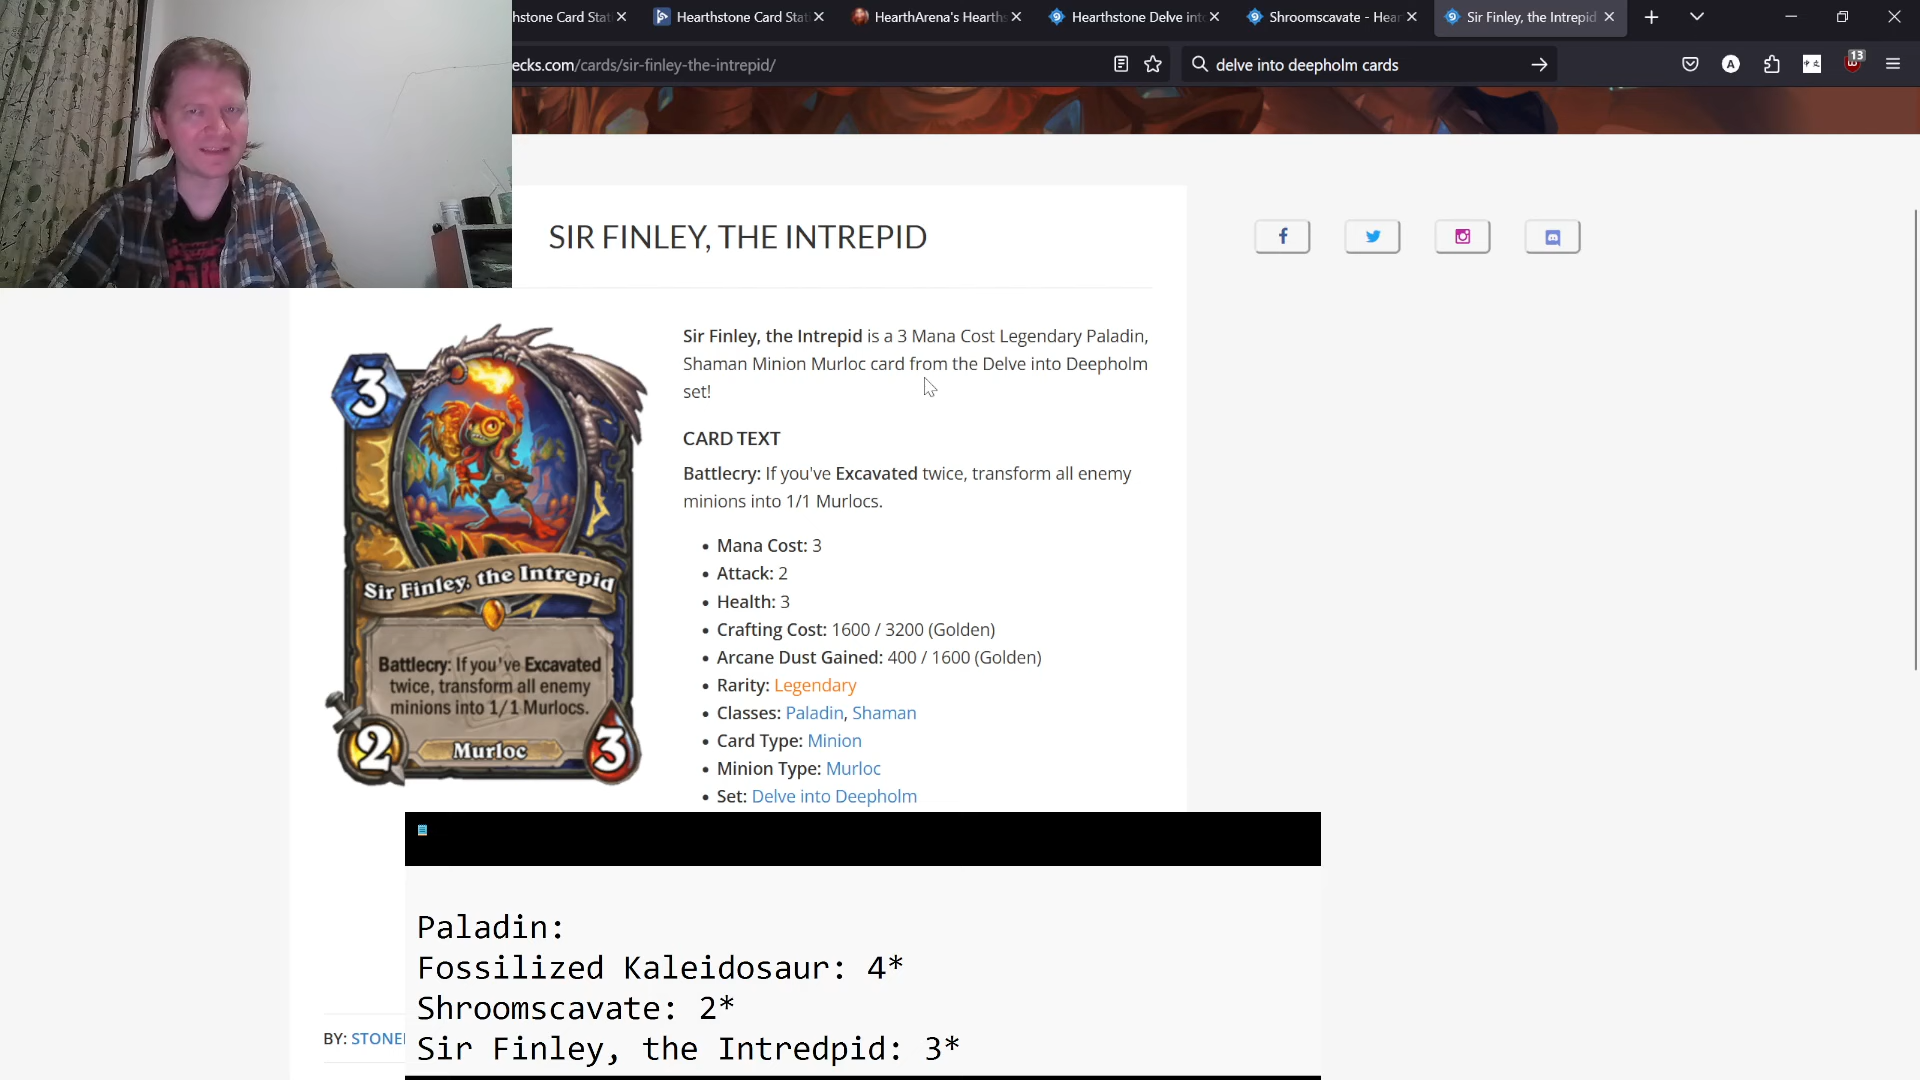 hstone Card Stati
Hearthstone Card Stati
HearthArena's Hearths
Hearthstone Delve into
Shroomscavate - Hear
Sir Finley, the Intrepid
ecks.com/cards/sir-finley-the-intrepid/
delve into deepholm cards
A
13
SIR FINLEY, THE INTREPID
3
Sir Finley, the Intrepid
Battlecry: If you've Excavated
twice, transform all enemy
minions into 1/1 Murlocs.
2
Murloc
3
Sir Finley, the Intrepid is a 3 Mana Cost Legendary Paladin,
Shaman Minion Murloc card from the Delve into Deepholm
set!
CARD TEXT
Battlecry: If you've Excavated twice, transform all enemy
minions into 1/1 Murlocs.
• Mana Cost: 3
• Attack: 2
• Health: 3
• Crafting Cost: 1600 / 3200 (Golden)
• Arcane Dust Gained: 400 / 1600 (Golden)
• Rarity: Legendary
• Classes: Paladin, Shaman
• Card Type: Minion
• Minion Type: Murloc
• Set: Delve into Deepholm
BY: STONE
Paladin:
Fossilized Kaleidosaur: 4*
Shroomscavate: 2*
Sir Finley, the Intredpid: 3*